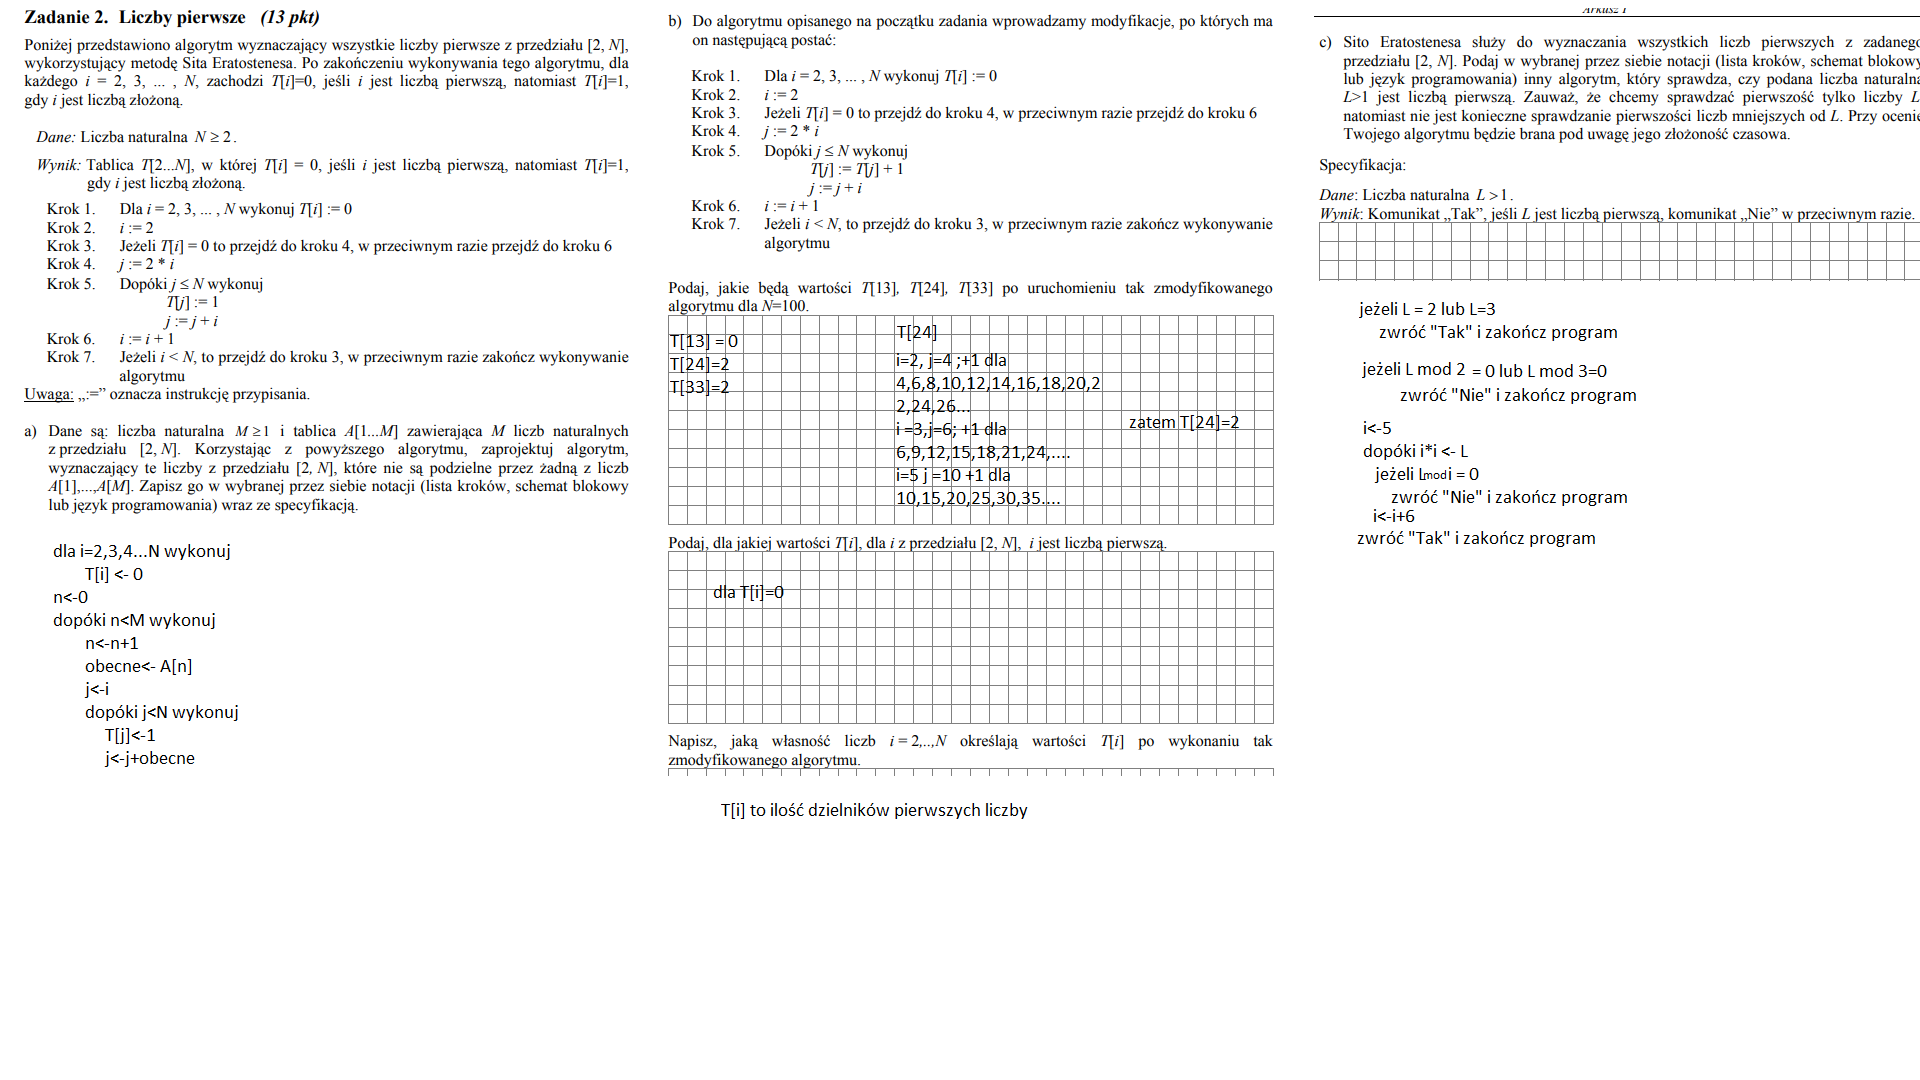 Zadanie 2. Liczby pierwsze (13 pkt)
Poniżej przedstawiono algorytm wyznaczający wszystkie liczby pierwsze z przedziału [2, N],
wykorzystujący metodę Sita Eratostenesa. Po zakończeniu wykonywania tego algorytmu, dla
każdego i = 2, 3, ... , N, zachodzi T[i]=0, jeśli i jest liczbą pierwszą, natomiast T[i]=1,
gdy i jest liczbą złożoną.
Dane: Liczba naturalna N ≥ 2.
Wynik: Tablica T[2...N], w której T[i] = 0, jeśli i jest liczbą pierwszą, natomiast T[i]=1,
gdy i jest liczbą złożoną.
Krok 1. Dla i = 2, 3, ... , N wykonuj T[i] := 0
Krok 2. i := 2
Krok 3. Jeżeli T[i] = 0 to przejdź do kroku 4, w przeciwnym razie przejdź do kroku 6
Krok 4. j := 2 * i
Krok 5. Dopóki j ≤ N wykonuj
T[j] := 1
j := j + i
Krok 6. i := i + 1
Krok 7. Jeżeli i < N, to przejdź do kroku 3, w przeciwnym razie zakończ wykonywanie
algorytmu
Uwaga: „:=” oznacza instrukcję przypisania.
a) Dane są: liczba naturalna M ≥ 1 i tablica A[1...M] zawierająca M liczb naturalnych
z przedziału [2, N]. Korzystając z powyższego algorytmu, zaprojektuj algorytm,
wyznaczający te liczby z przedziału [2, N], które nie są podzielne przez żadną z liczb
A[1],...,A[M]. Zapisz go w wybranej przez siebie notacji (lista kroków, schemat blokowy
lub język programowania) wraz ze specyfikacją.
dla i=2,3,4...N wykonuj
T[i] <- 0
n<-0
dopóki n<M wykonuj
n<-n+1
obecne<- A[n]
j<-i
dopóki j<N wykonuj
T[j]<-1
j<-j+obecne
b) Do algorytmu opisanego na początku zadania wprowadzamy modyfikacje, po których ma
on następującą postać:
Krok 1. Dla i = 2, 3, ... , N wykonuj T[i] := 0
Krok 2. i := 2
Krok 3. Jeżeli T[i] = 0 to przejdź do kroku 4, w przeciwnym razie przejdź do kroku 6
Krok 4. j := 2 * i
Krok 5. Dopóki j ≤ N wykonuj
T[j] := T[j] + 1
j := j + i
Krok 6. i := i + 1
Krok 7. Jeżeli i < N, to przejdź do kroku 3, w przeciwnym razie zakończ wykonywanie
algorytmu
Podaj, jakie będą wartości T[13], T[24], T[33] po uruchomieniu tak zmodyfikowanego
algorytmu dla N=100.
T[13] = 0
T[24]=2
T[33]=2
T[24]
i=2, j=4 ;+1 dla
4,6,8,10,12,14,16,18,20,2
2,24,26...
i =3,j=6; +1 dla
6,9,12,15,18,21,24,....
i=5 j =10 +1 dla
10,15,20,25,30,35....
zatem T[24]=2
Podaj, dla jakiej wartości T[i], dla i z przedziału [2, N], i jest liczbą pierwszą.
dla T[i]=0
Napisz, jaką własność liczb i = 2,..,N określają wartości T[i] po wykonaniu tak
zmodyfikowanego algorytmu.
T[i] to ilość dzielników pierwszych liczby
Arkusz I
c) Sito Eratostenesa służy do wyznaczania wszystkich liczb pierwszych z zadanego
przedziału [2, N]. Podaj w wybranej przez siebie notacji (lista kroków, schemat blokowy
lub język programowania) inny algorytm, który sprawdza, czy podana liczba naturalna
L>1 jest liczbą pierwszą. Zauważ, że chcemy sprawdzać pierwszość tylko liczby L
natomiast nie jest konieczne sprawdzanie pierwszości liczb mniejszych od L. Przy ocenie
Twojego algorytmu będzie brana pod uwagę jego złożoność czasowa.
Specyfikacja:
Dane: Liczba naturalna L >1.
Wynik: Komunikat „Tak”, jeśli L jest liczbą pierwszą, komunikat „Nie” w przeciwnym razie.
jeżeli L = 2 lub L=3
zwróć "Tak" i zakończ program
jeżeli L mod 2 = 0 lub L mod 3=0
zwróć "Nie" i zakończ program
i<-5
dopóki i*i <- L
jeżeli Lmod i = 0
zwróć "Nie" i zakończ program
i<-i+6
zwróć "Tak" i zakończ program